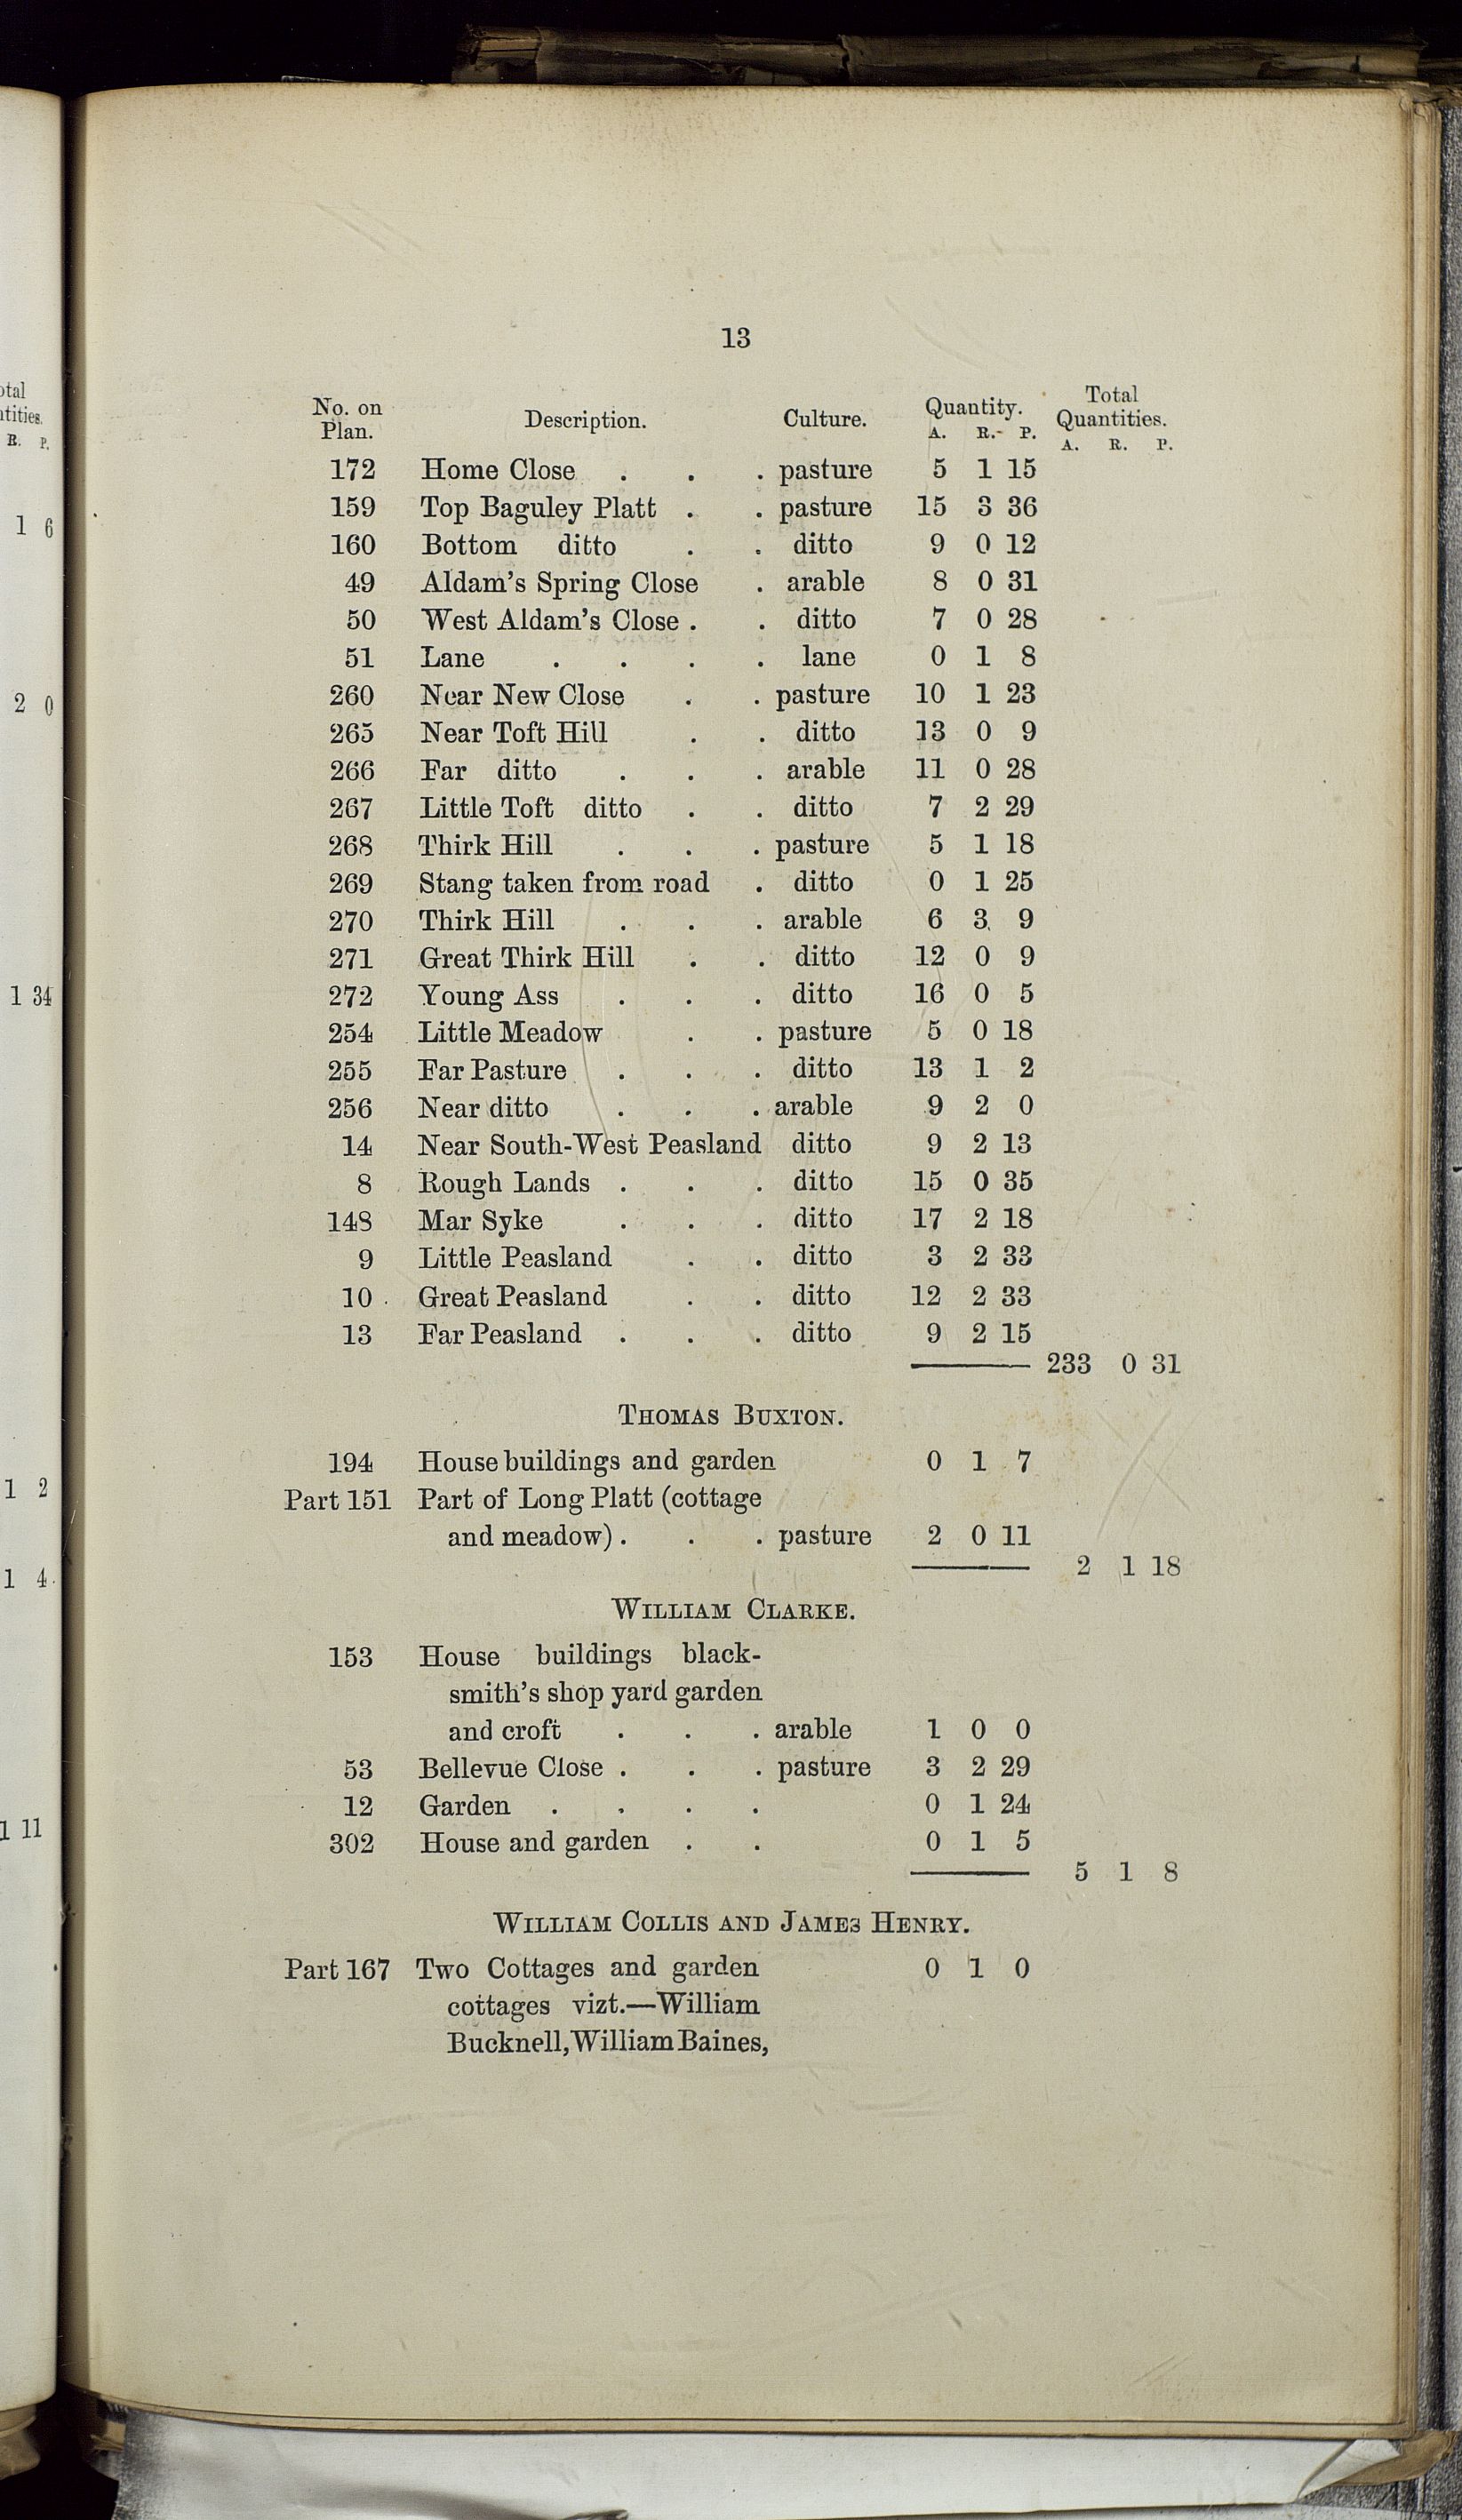 otal
ntities.
R. P.
1 6
2 0
1 34
1 2
1 4
1 11
13
No. on Plan. Description. Culture. Quantity. Total Quantities.
A. R. P. A. R. P.
172 Home Close . . . pasture 5 1 15
159 Top Baguley Platt . . pasture 15 3 36
160 Bottom ditto . . ditto 9 0 12
49 Aldam's Spring Close . arable 8 0 31
50 West Aldam's Close . . ditto 7 0 28
51 Lane . . . . lane 0 1 8
260 Near New Close . . pasture 10 1 23
265 Near Toft Hill . . ditto 13 0 9
266 Far ditto . . . arable 11 0 28
267 Little Toft ditto . . ditto 7 2 29
268 Thirk Hill . . . pasture 5 1 18
269 Stang taken from road . ditto 0 1 25
270 Thirk Hill . . . arable 6 3 9
271 Great Thirk Hill . . ditto 12 0 9
272 Young Ass . . . ditto 16 0 5
254 Little Meadow . . pasture 5 0 18
255 Far Pasture . . . ditto 13 1 2
256 Near ditto . . . arable 9 2 0
14 Near South-West Peasland ditto 9 2 13
8 Rough Lands . . . ditto 15 0 35
148 Mar Syke . . . ditto 17 2 18
9 Little Peasland . . ditto 3 2 33
10 Great Peasland . . ditto 12 2 33
13 Far Peasland . . . ditto 9 2 15
233 0 31
THOMAS BUXTON.
194 House buildings and garden 0 1 7
Part 151 Part of Long Platt (cottage
and meadow) . . . pasture 2 0 11
2 1 18
WILLIAM CLARKE.
153 House buildings black-
smith's shop yard garden
and croft . . . arable 1 0 0
53 Bellevue Close . . . pasture 3 2 29
12 Garden . . . . 0 1 24
302 House and garden . . 0 1 5
5 1 8
WILLIAM COLLIS AND JAMES HENRY.
Part 167 Two Cottages and garden 0 1 0
cottages vizt.—William
Bucknell, William Baines,